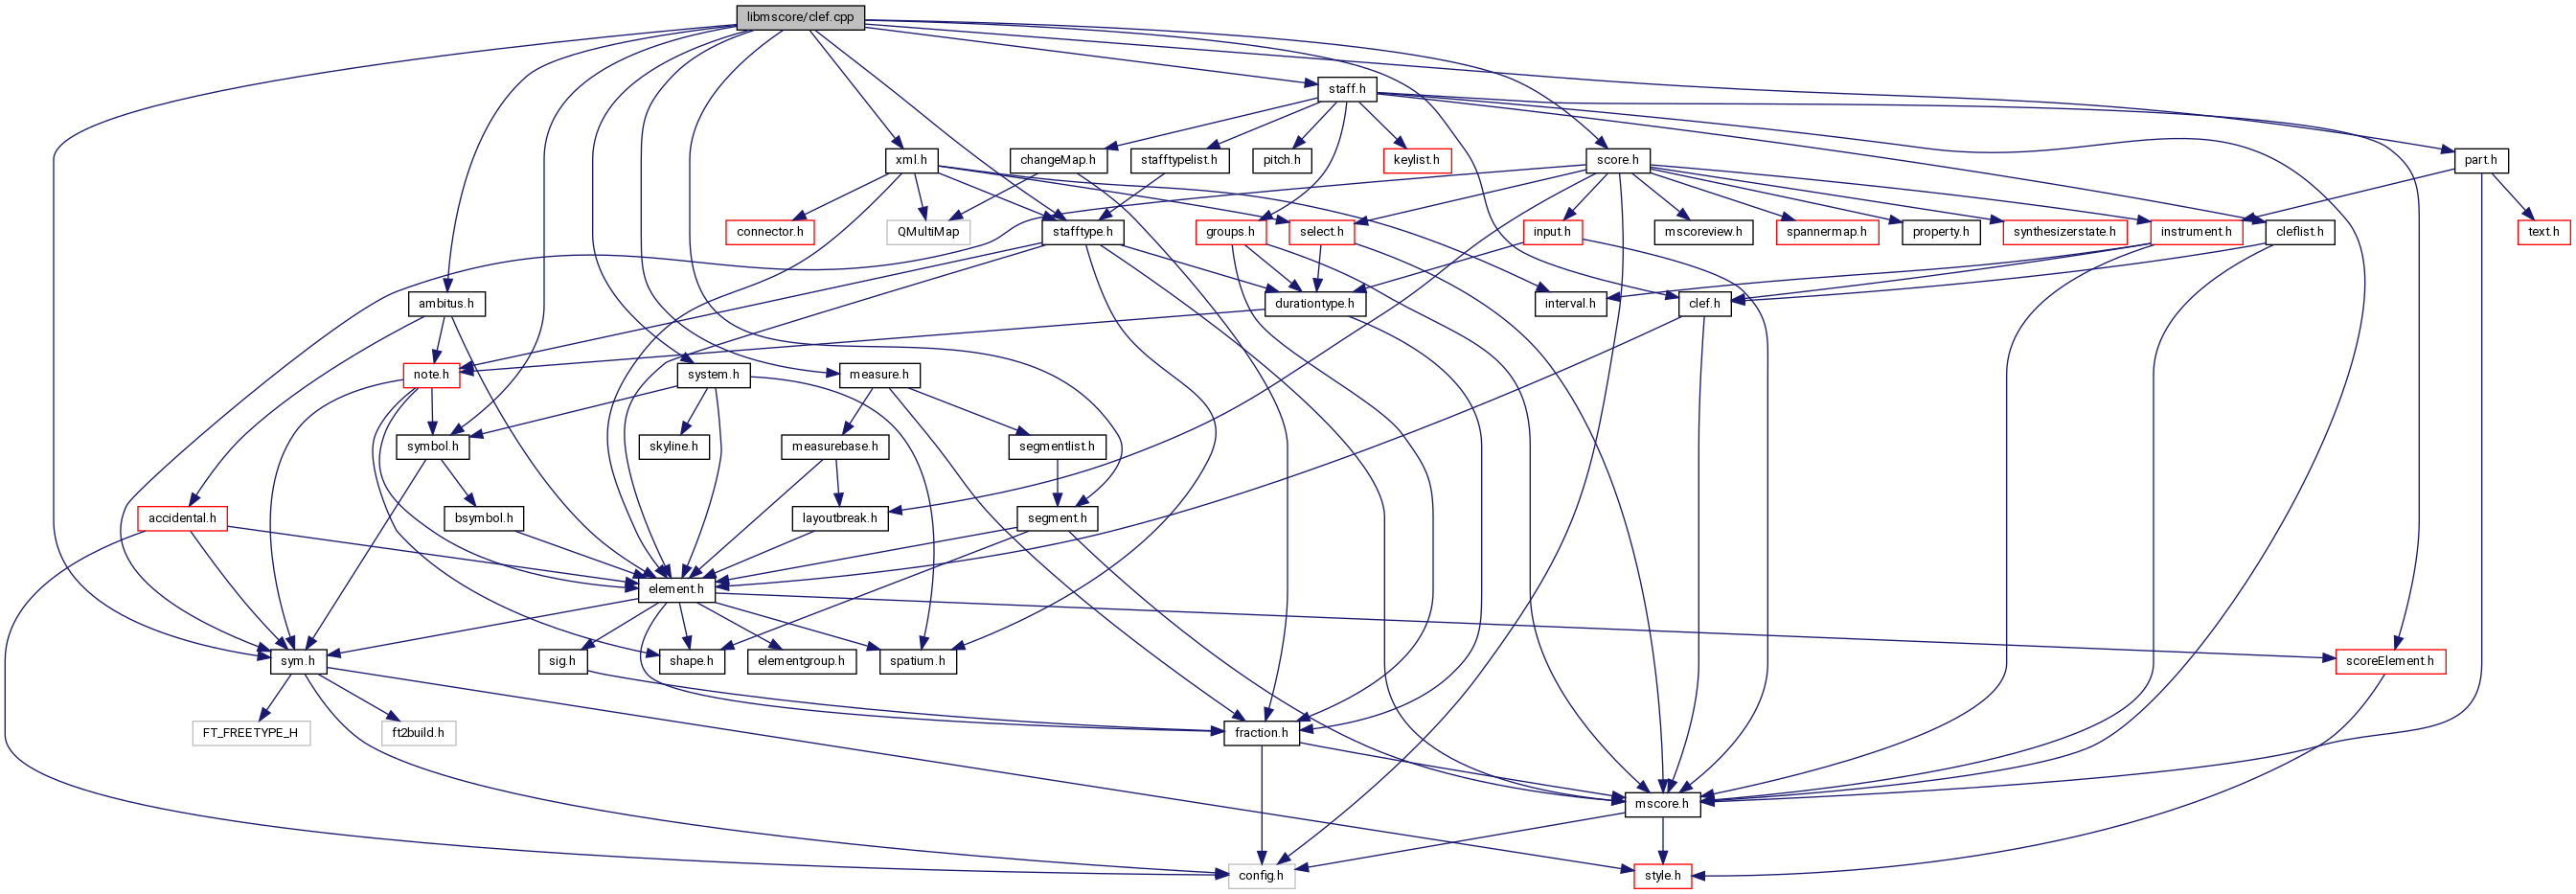 libmscore/clef.cpp
staff.h
xml.h
changeMap.h
stafftypelist.h
pitch.h
keylist.h
score.h
part.h
connector.h
QMultiMap
stafftype.h
groups.h
select.h
input.h
mscoreview.h
spannermap.h
property.h
synthesizerstate.h
instrument.h
cleflist.h
text.h
ambitus.h
durationtype.h
interval.h
clef.h
note.h
system.h
measure.h
symbol.h
skyline.h
measurebase.h
segmentlist.h
accidental.h
bsymbol.h
layoutbreak.h
segment.h
element.h
sym.h
sig.h
shape.h
elementgroup.h
spatium.h
scoreElement.h
FT_FREETYPE_H
ft2build.h
fraction.h
mscore.h
config.h
style.h